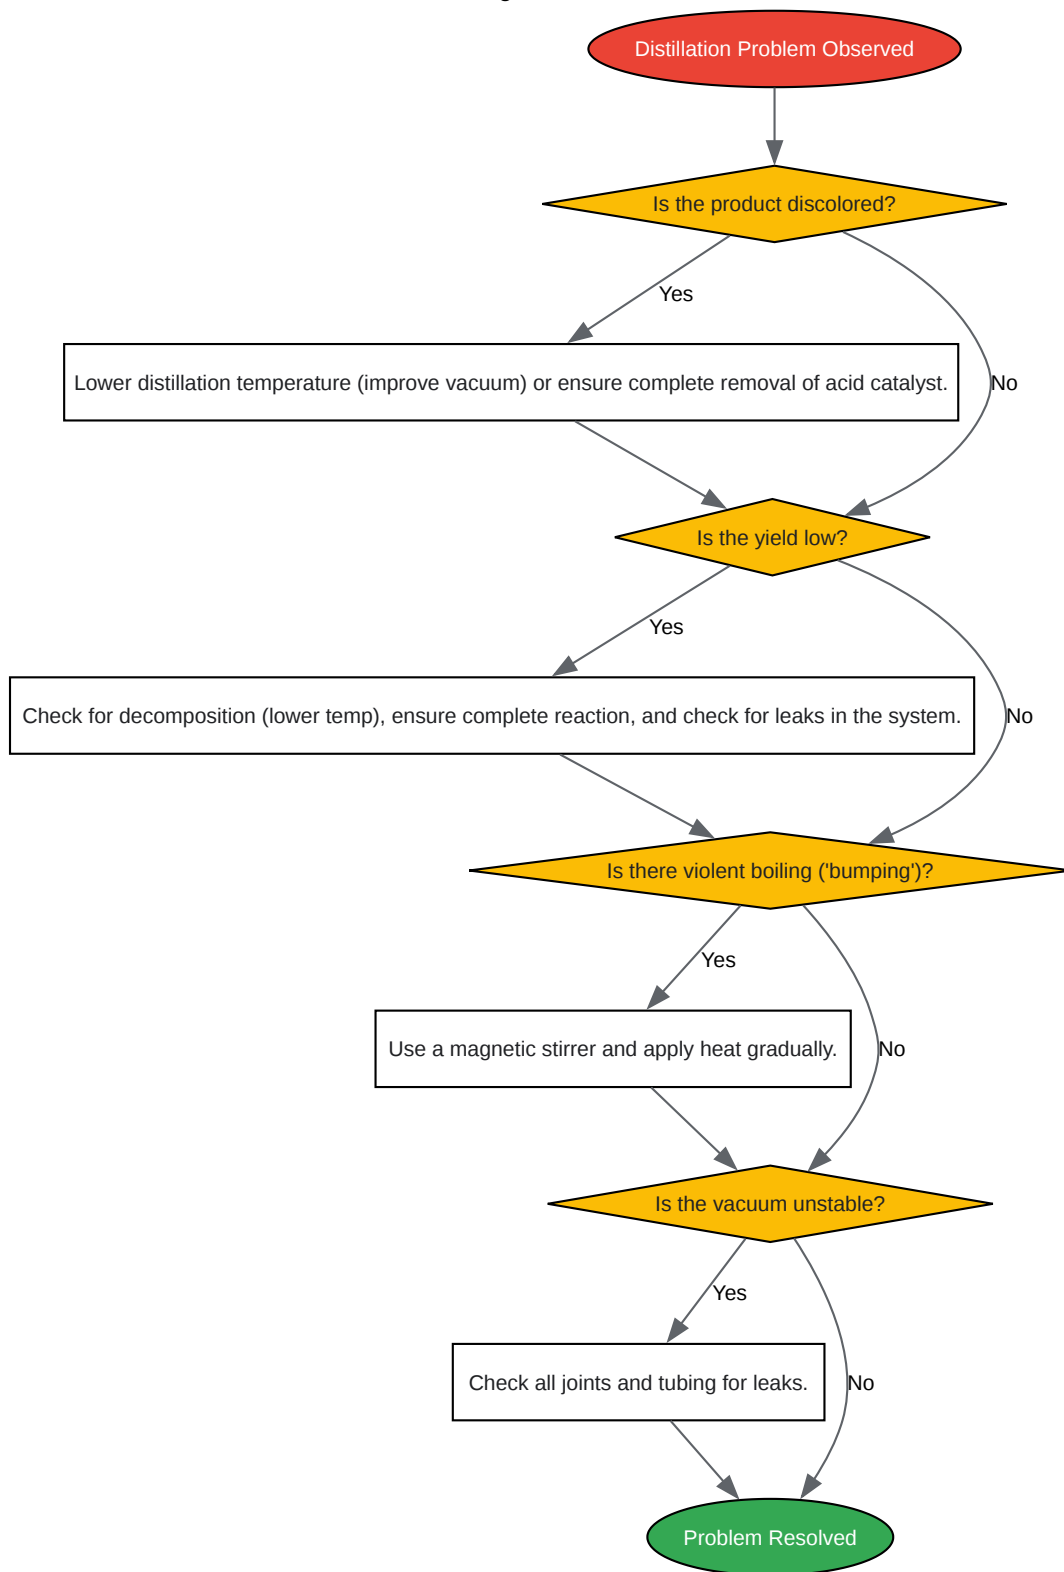 Distillation Problem Observed
Is the product discolored?
Yes
Lower distillation temperature (improve vacuum) or ensure complete removal of acid catalyst.
No
Is the yield low?
Yes
Check for decomposition (lower temp), ensure complete reaction, and check for leaks in the system.
No
Is there violent boiling ('bumping')?
Yes
Use a magnetic stirrer and apply heat gradually.
No
Is the vacuum unstable?
Yes
Check all joints and tubing for leaks.
No
Problem Resolved